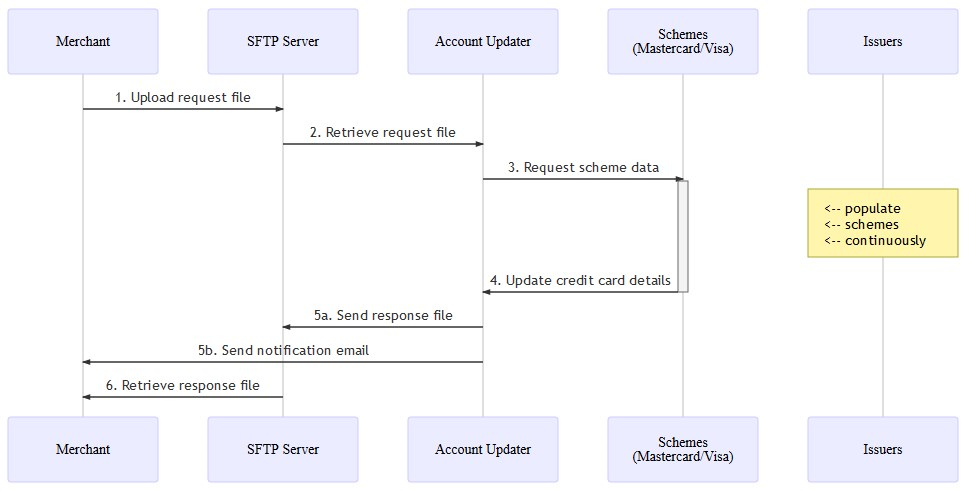 Merchant
SFTP Server
Account Updater
Schemes
(Mastercard/Visa)
Issuers
1. Upload request file
2. Retrieve request file
3. Request scheme data
<-- populate
<-- schemes
<-- continuously
4. Update credit card details
5a. Send response file
5b. Send notification email
6. Retrieve response file
Merchant
SFTP Server
Account Updater
Schemes
(Mastercard/Visa)
Issuers